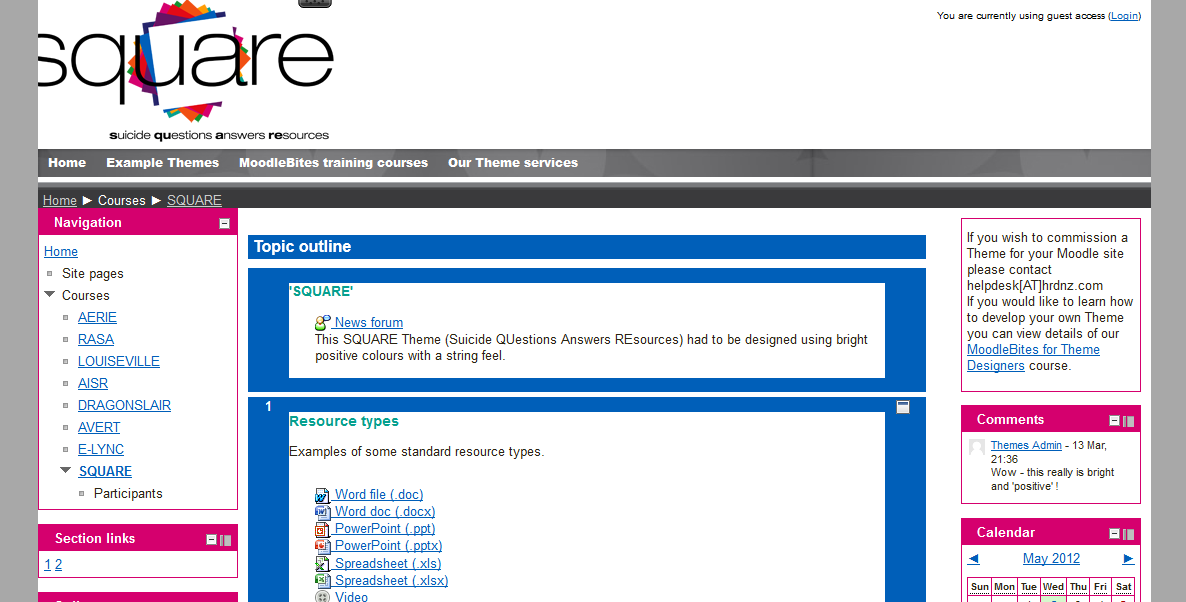 square
suicide questions answers resources
You are currently using guest access (Login)
Home Example Themes MoodleBites training courses Our Theme services
Home ► Courses ► SQUARE
Navigation
Home
Site pages
Courses
AERIE
RASA
LOUISEVILLE
AISR
DRAGONSLAIR
AVERT
E-LYNC
SQUARE
Participants
Section links
1 2
Topic outline
'SQUARE'
News forum
This SQUARE Theme (Suicide QUestions Answers REsources) had to be designed using bright
positive colours with a string feel.
1
Resource types
Examples of some standard resource types.
Word file (.doc)
Word doc (.docx)
PowerPoint (.ppt)
PowerPoint (.pptx)
Spreadsheet (.xls)
Spreadsheet (.xlsx)
Video
If you wish to commission a
Theme for your Moodle site
please contact
helpdesk[AT]hrdnz.com
If you would like to learn how
to develop your own Theme
you can view details of our
MoodleBites for Theme
Designers course.
Comments
Themes Admin - 13 Mar,
21:36
Wow - this really is bright
and 'positive' !
Calendar
◄ May 2012 ►
Sun Mon Tue Wed Thu Fri Sat